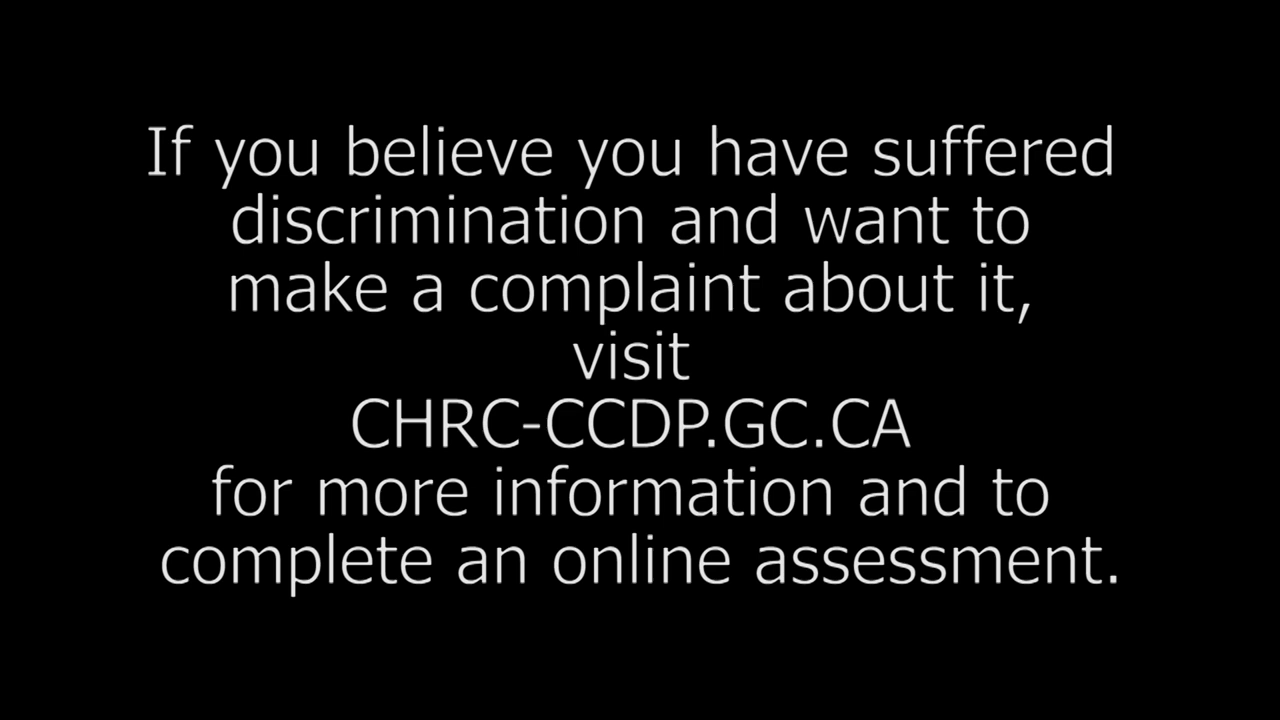 If you believe you have suffered
discrimination and want to
make a complaint about it,
visit
CHRC-CCDP.GC.CA
for more information and to
complete an online assessment.